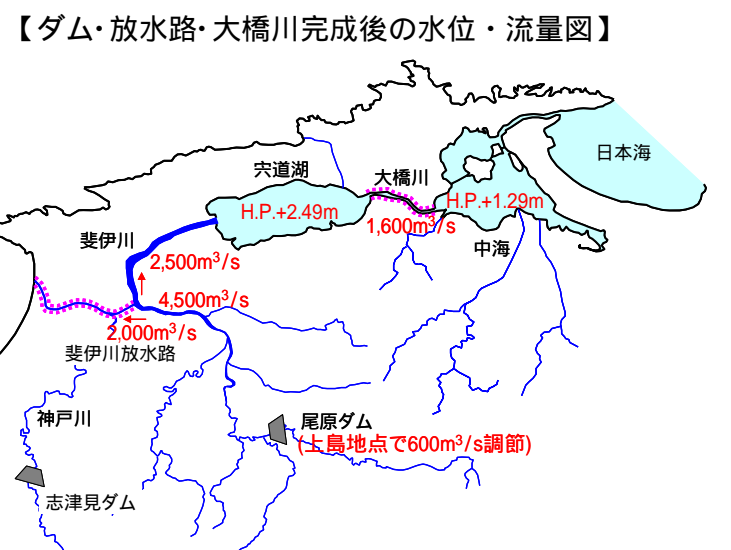 【ダム・放水路・大橋川完成後の水位・流量図】
日本海
宍道湖
大橋川
H.P.+2.49m
H.P.+1.29m
1,600m³/s
中海
斐伊川
2,500m³/s
4,500m³/s
2,000m³/s
斐伊川放水路
神戸川
尾原ダム
(上島地点で600m³/s調節)
志津見ダム